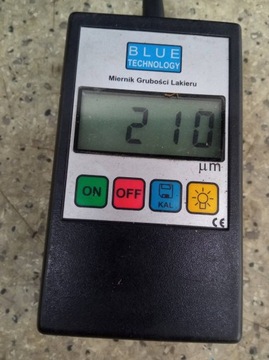 BLUE
TECHNOLOGY
Miernik Grubości Lakieru
210
µm
ON
OFF
KAL
CE